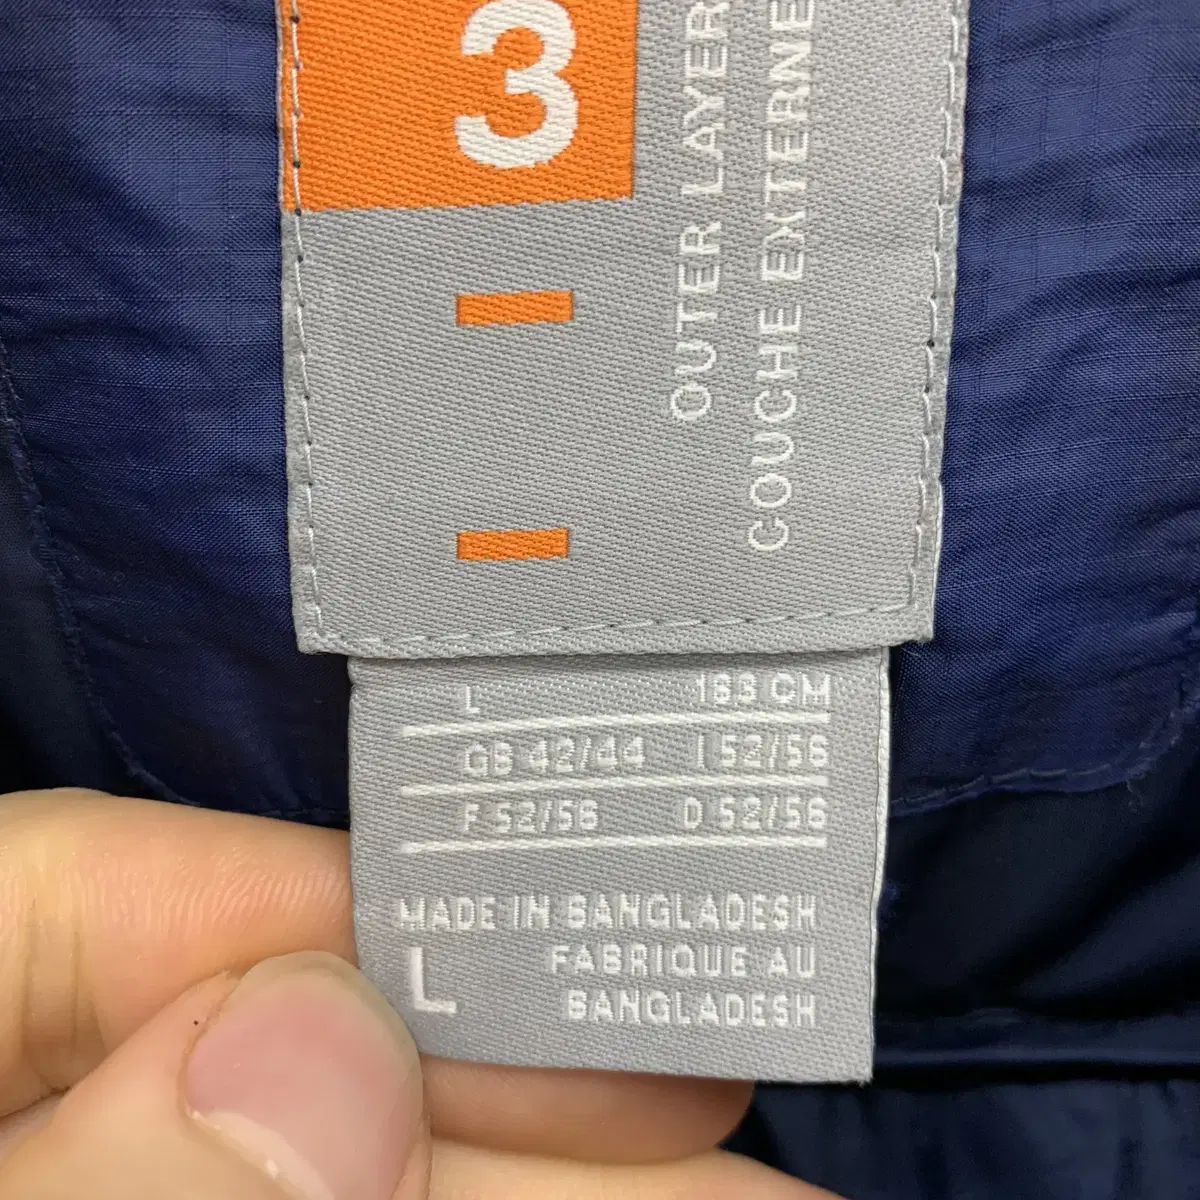 3
OUTER LAYER
COUCHE EXTERNE
L 188 CM
GB 42/44 I 52/56
F 52/56 D 52/56
MADE IN BANGLADESH
L
FABRIQUE AU
BANGLADESH